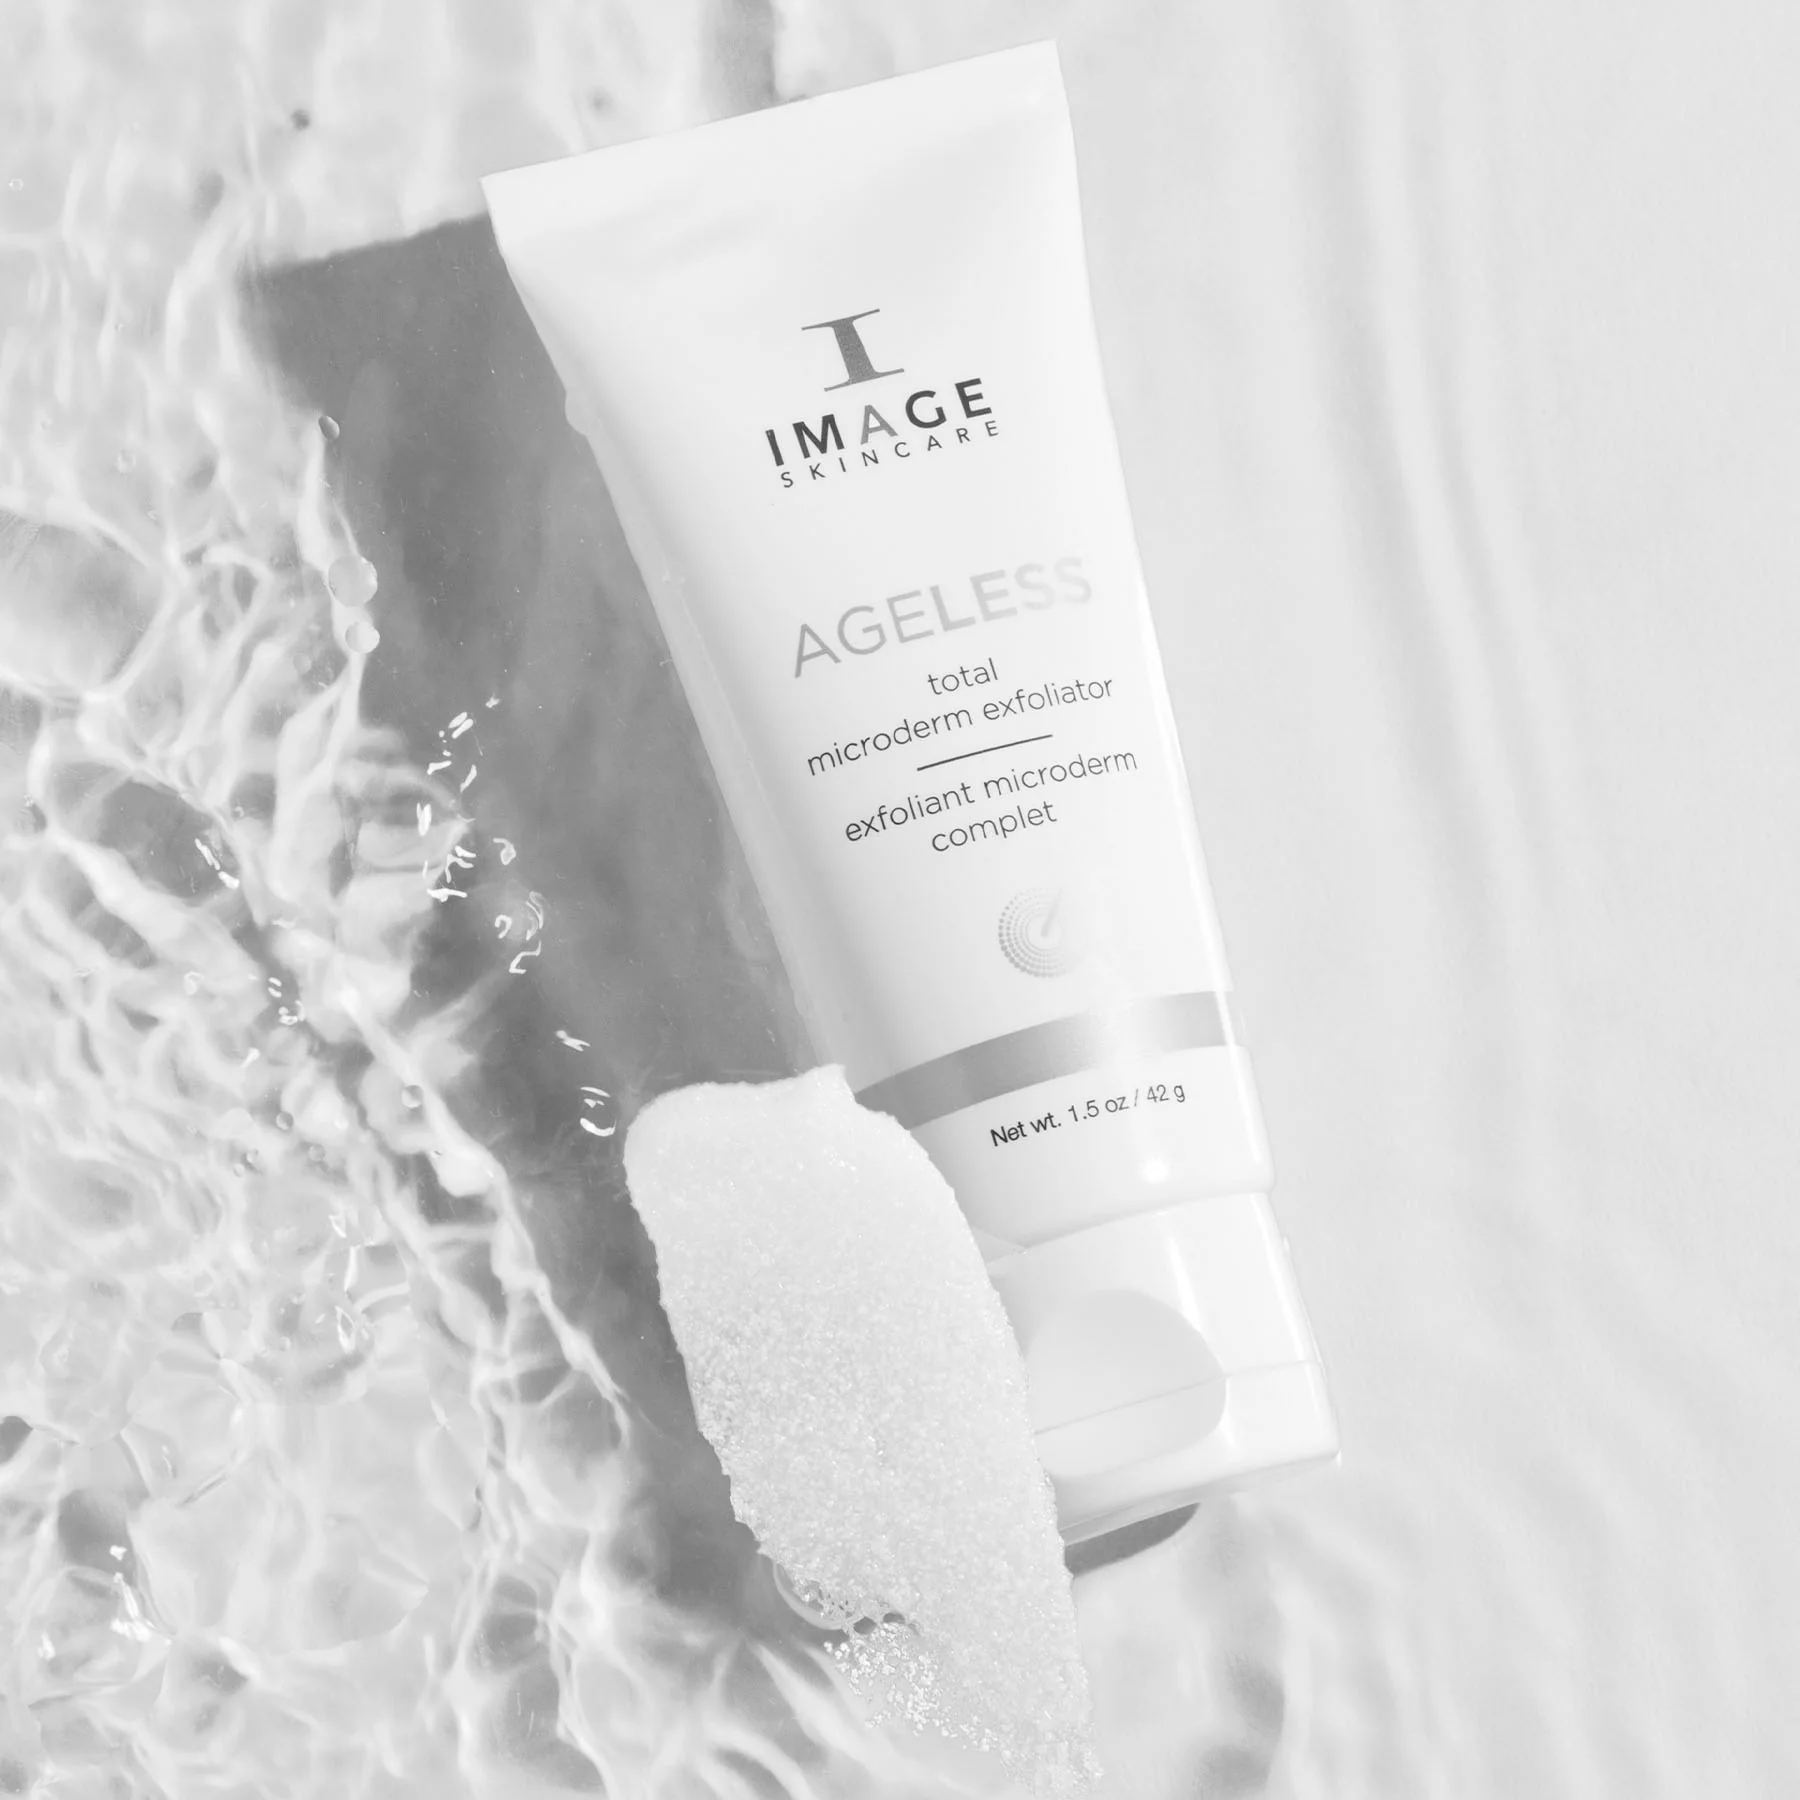 I
IMAGE
SKINCARE
AGELESS
total
microderm exfoliator
exfoliant microderm
complet
Net wt. 1.5 oz / 42 g